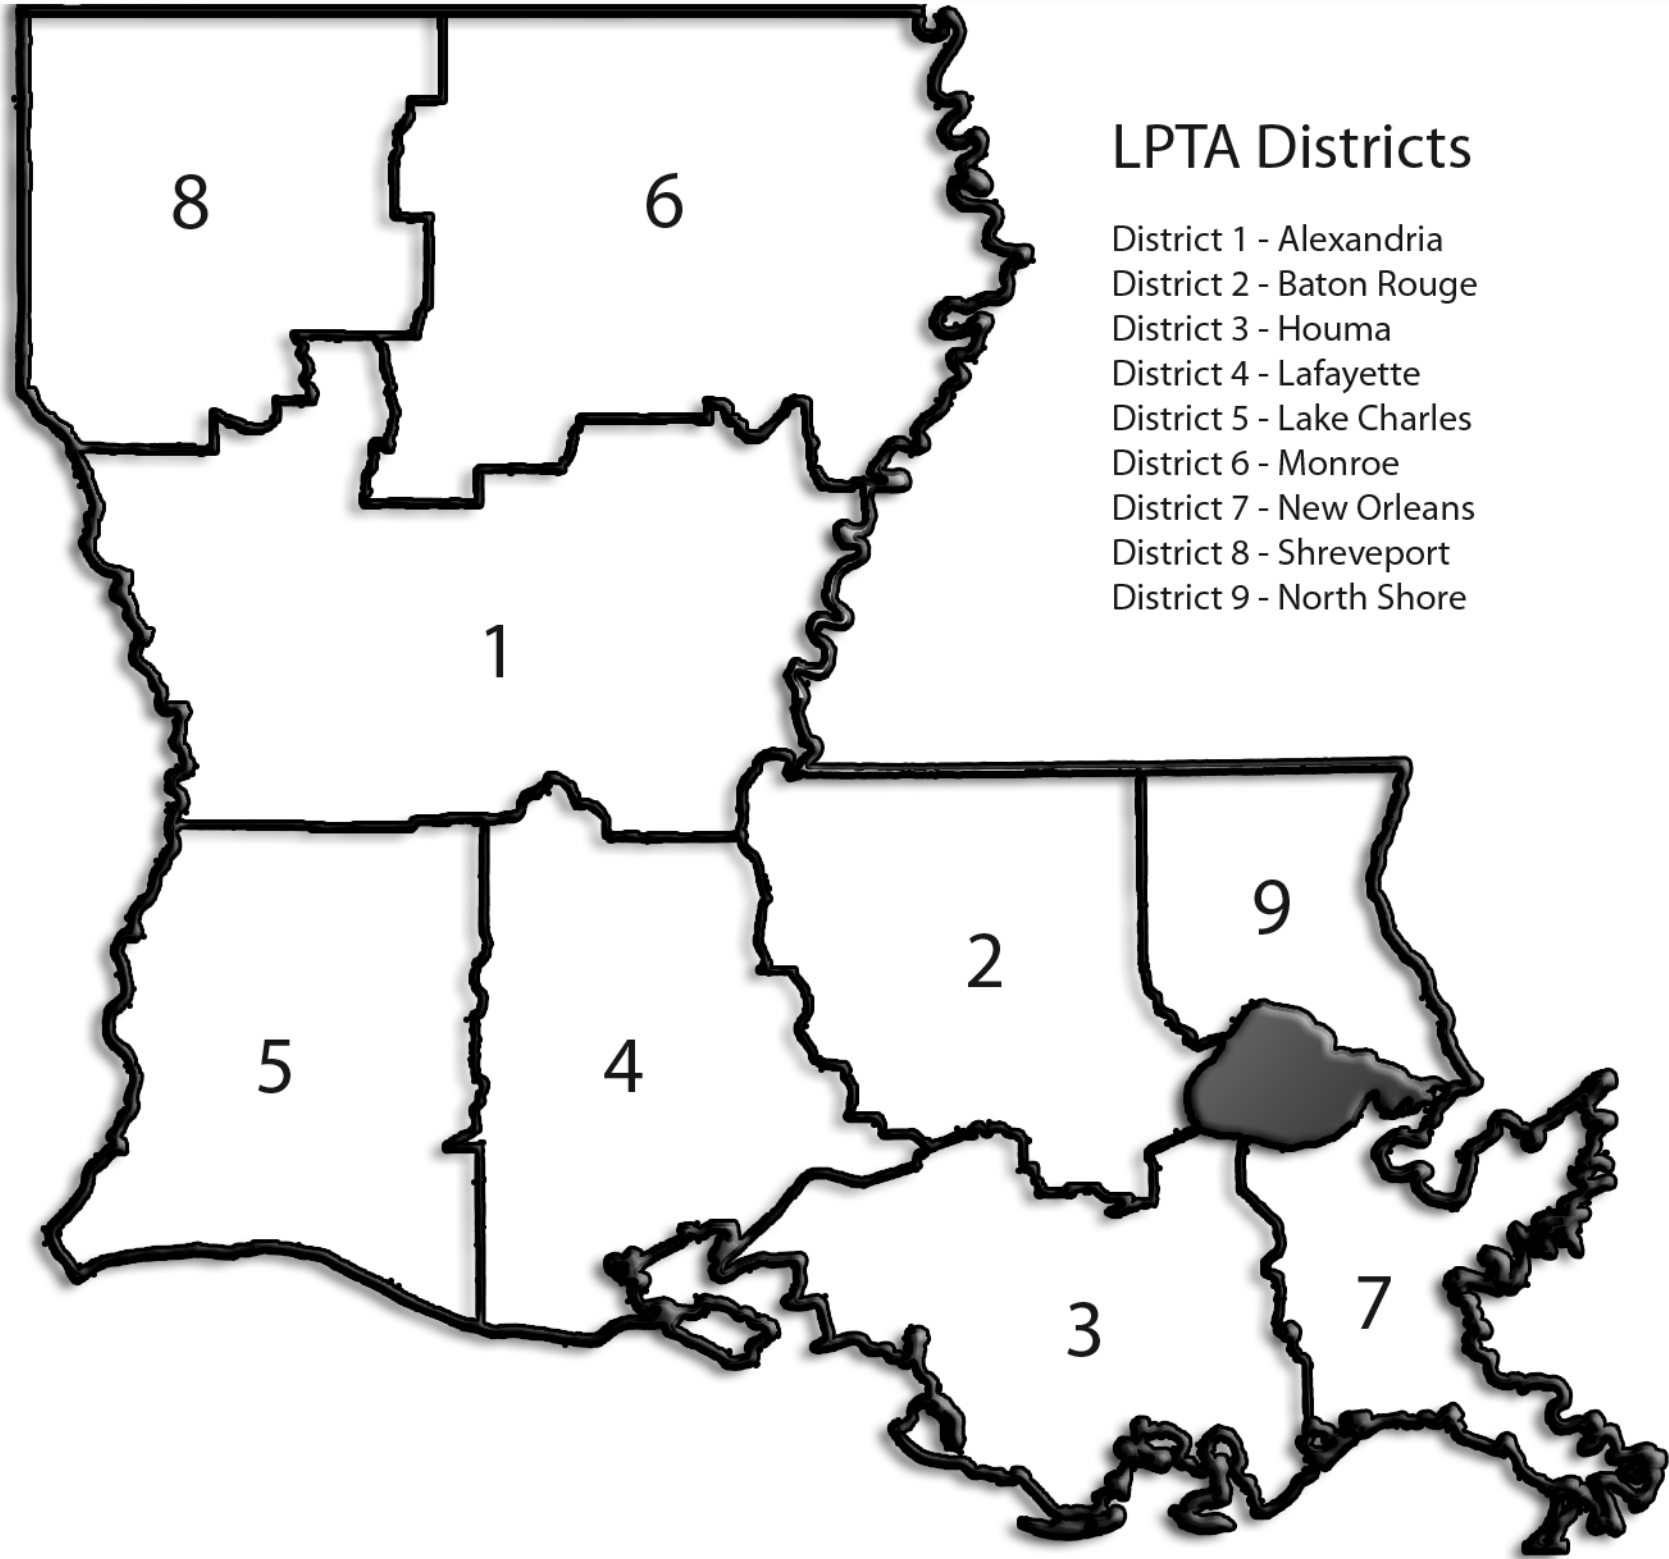 LPTA Districts
8
6
District 1 - Alexandria
District 2 - Baton Rouge
District 3 - Houma
District 4 - Lafayette
District 5 - Lake Charles
District 6 - Monroe
District 7 - New Orleans
District 8 - Shreveport
District 9 - North Shore
1
9
2
5
4
7
3